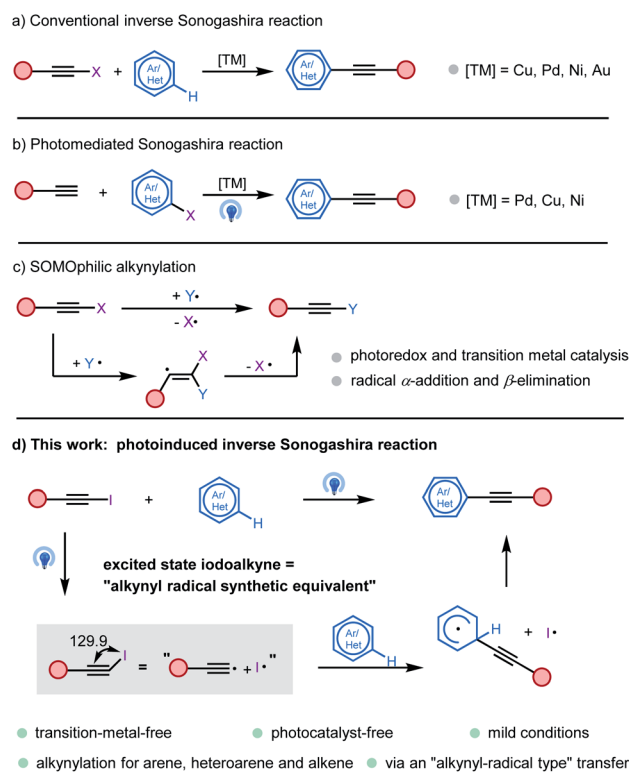 a) Conventional inverse Sonogashira reaction
X + Ar/Het H [TM] Ar/Het
[TM] = Cu, Pd, Ni, Au
b) Photomediated Sonogashira reaction
+ Ar/Het X [TM] Ar/Het
[TM] = Pd, Cu, Ni
c) SOMOphilic alkynylation
X + Y• Y
- X•
+ Y• • X Y - X•
photoredox and transition metal catalysis
radical α-addition and β-elimination
d) This work: photoinduced inverse Sonogashira reaction
I + Ar/Het H Ar/Het
excited state iodoalkyne =
"alkynyl radical synthetic equivalent"
129.9 I = " • + I• " Ar/Het H • H + I•
transition-metal-free photocatalyst-free mild conditions
alkynylation for arene, heteroarene and alkene via an "alkynyl-radical type" transfer